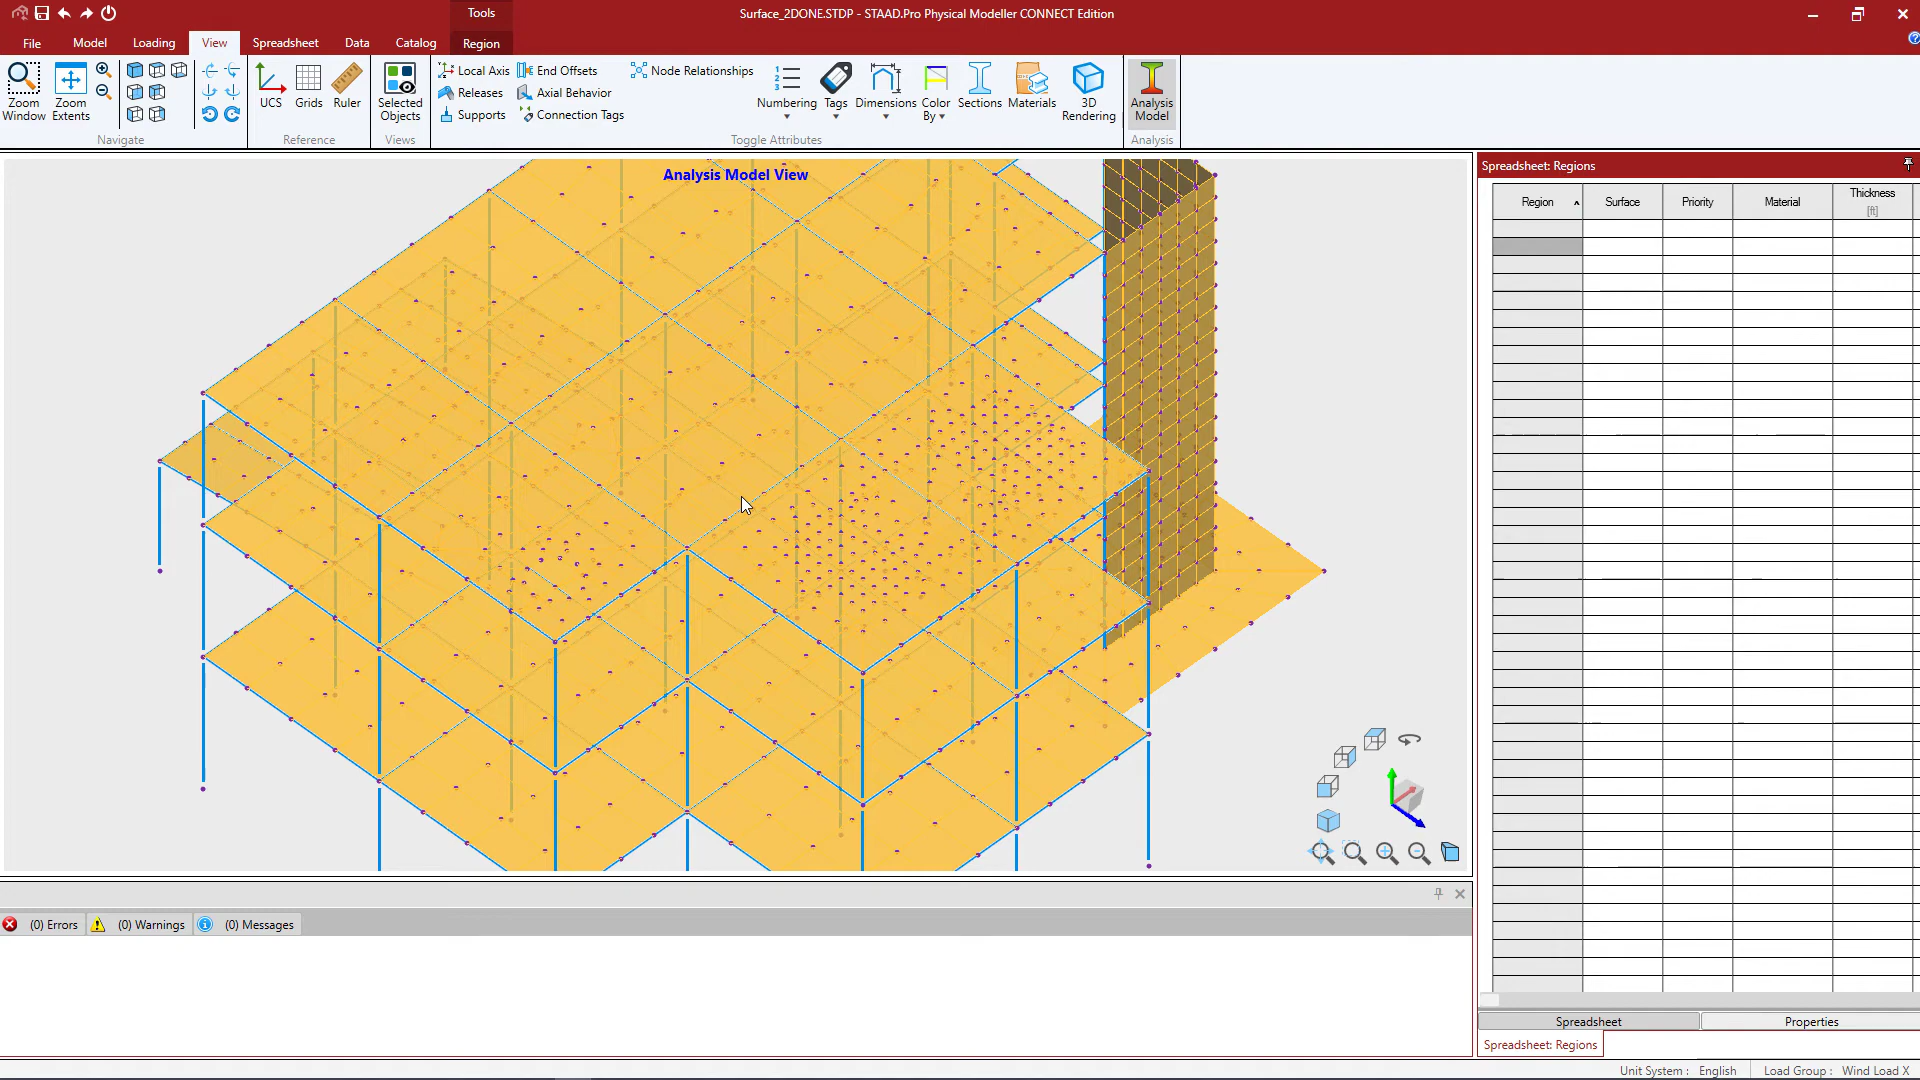 Tools
Surface_2DONE.STDP - STAAD.Pro Physical Modeller CONNECT Edition
File
Model
Loading
View
Spreadsheet
Data
Catalog
Region
Zoom Window
Zoom Extents
Navigate
UCS
Grids
Ruler
Reference
Selected Objects
Views
Local Axis
Releases
Supports
End Offsets
Axial Behavior
Connection Tags
Node Relationships
Numbering
Tags
Dimensions
Color By
Sections
Materials
3D Rendering
Toggle Attributes
Analysis Model
Analysis
Analysis Model View
Spreadsheet: Regions
Region
Surface
Priority
Material
Thickness
[ft]
(0) Errors
(0) Warnings
(0) Messages
Spreadsheet
Properties
Spreadsheet: Regions
Unit System : English
Load Group : Wind Load X